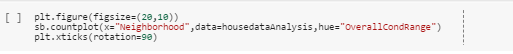 [ ] plt.figure(figsize=(20,10))
sb.countplot(x="Neighborhood",data=housedataAnalysis,hue="OverallCondRange")
plt.xticks(rotation=90)